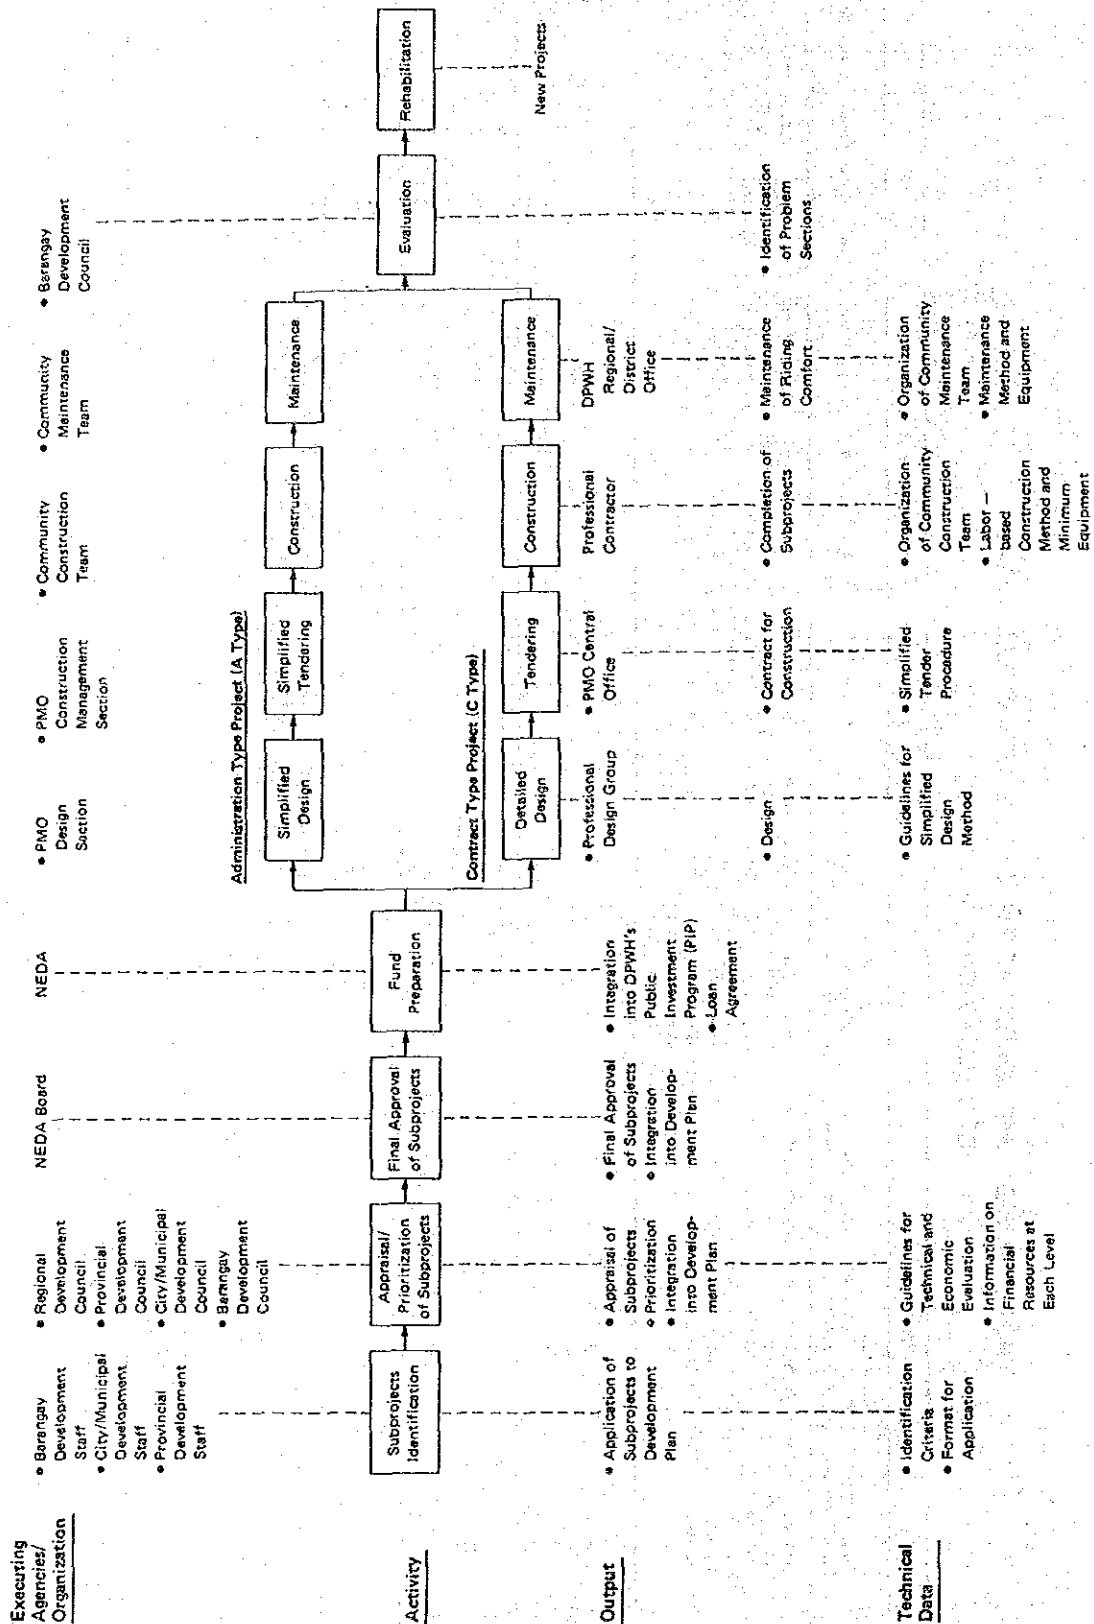 Executing
Agencies/
Organization
• Barangay
Development
Staff
• City/Municipal
Development
Staff
• Provincial
Development
Staff
• Regional
Development
Council
• Provincial
Development
Council
• City/Municipal
Development
Council
• Barangay
Development
Council
NEDA Board
NEDA
• PMO
Design
Section
• PMO
Construction
Management
Section
• Community
Construction
Team
• Community
Maintenance
Team
• Barangay
Development
Council
Activity
Subprojects
Identification
Appraisal/
Prioritization
of Subprojects
Final Approval
of Subprojects
Fund
Preparation
Administration Type Project (A Type)
Simplified
Design
Simplified
Tendering
Construction
Maintenance
Contract Type Project (C Type)
Detailed
Design
Tendering
Construction
Maintenance
Evaluation
Rehabilitation
• Professional
Design Group
• PMO Central
Office
Professional
Contractor
DPWH
Regional/
District
Office
New Projects
Output
• Application of
Subprojects to
Development
Plan
• Appraisal of
Subprojects
• Prioritization
• Integration
into Develop-
ment Plan
• Final Approval
of Subprojects
• Integration
into Develop-
ment Plan
• Integration
into DPWH's
Public
Investment
Program (PIP)
• Loan
Agreement
• Design
• Contract for
Construction
• Completion of
Subprojects
• Maintenance
of Riding
Comfort
• Identification
of Problem
Sections
Technical
Data
• Identification
Criteria
• Format for
Application
• Guidelines for
Technical and
Economic
Evaluation
• Information on
Financial
Resources at
Each Level
• Guidelines for
Simplified
Design
Method
• Simplified
Tender
Procedure
• Organization
of Community
Construction
Team
• Labor –
based
Construction
Method and
Minimum
Equipment
• Organization
of Community
Maintenance
Team
• Maintenance
Method and
Equipment